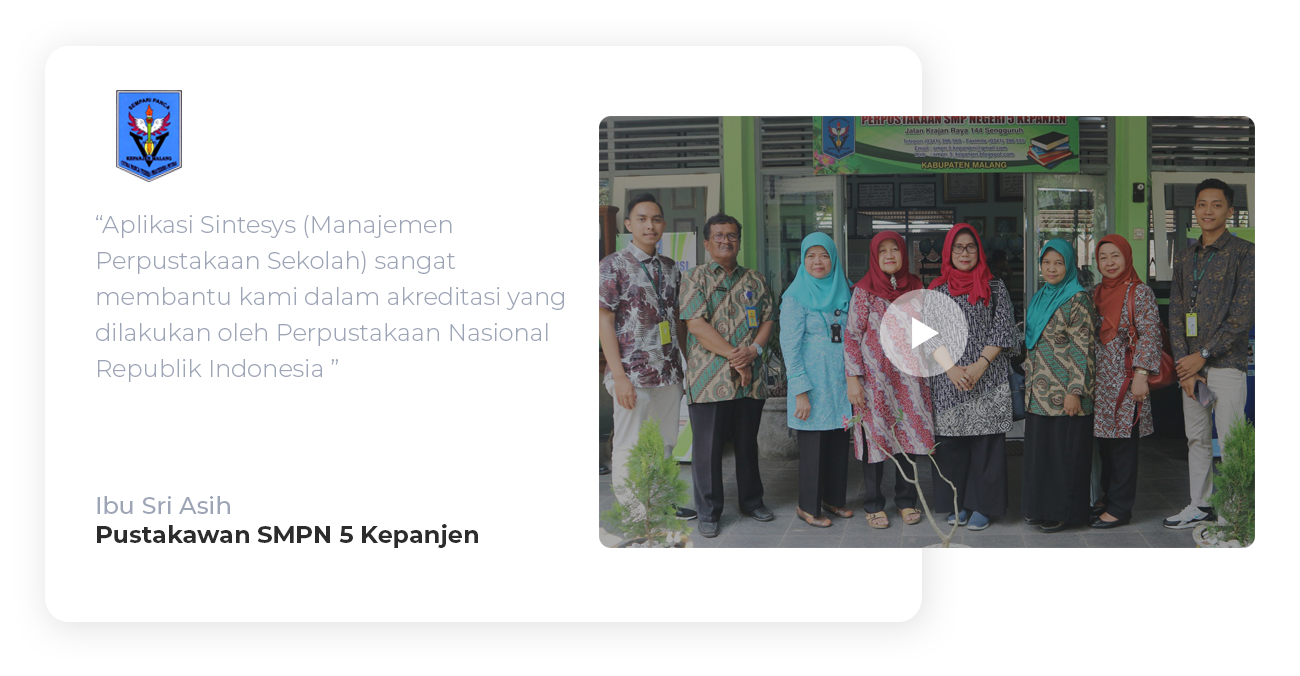 SEMPARI PANCA
KEPANJEN MALANG
“Aplikasi Sintesys (Manajemen
Perpustakaan Sekolah) sangat
membantu kami dalam akreditasi yang
dilakukan oleh Perpustakaan Nasional
Republik Indonesia ”
Ibu Sri Asih
Pustakawan SMPN 5 Kepanjen
PERPUSTAKAAN SMP NEGERI 5 KEPANJEN
Jalan Krajan Raya 144 Sengguruh
KABUPATEN MALANG